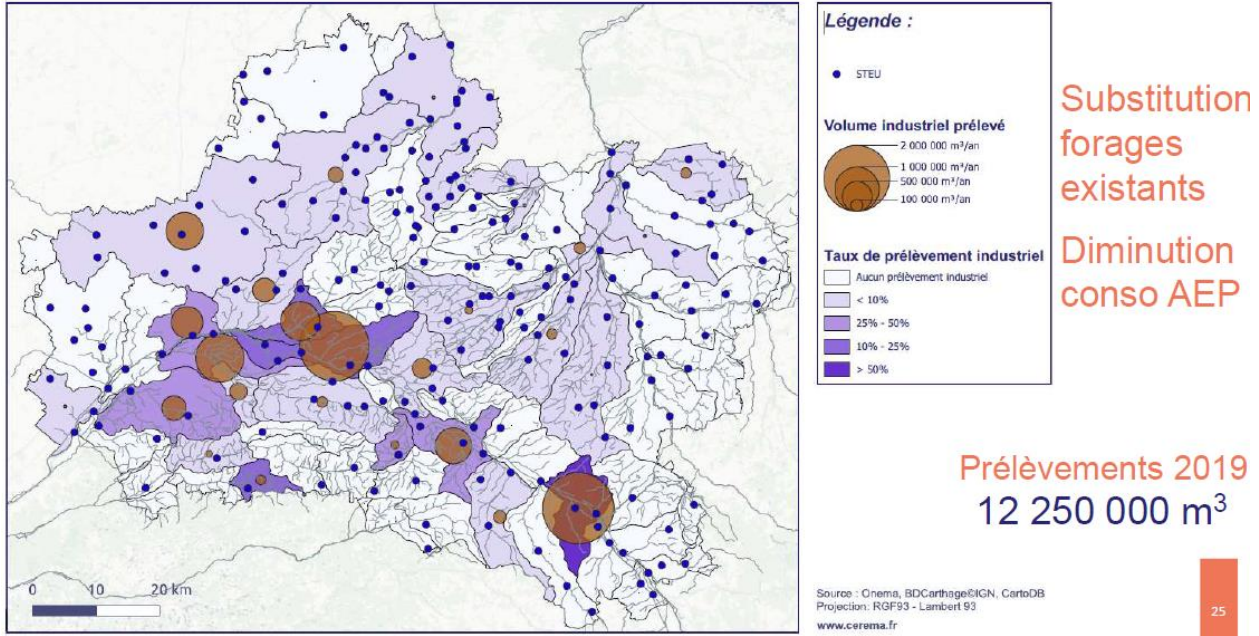 Légende :
STEU
Volume industriel prélevé
2 000 000 m³/an
1 000 000 m³/an
500 000 m³/an
100 000 m³/an
Taux de prélèvement industriel
Aucun prélèvement industriel
< 10%
25% - 50%
10% - 25%
> 50%
Substitution
forages
existants
Diminution
conso AEP
Prélèvements 2019
12 250 000 m³
0 10 20 km
Source : Onema, BDCarthage©IGN, CartoDB
Projection: RGF93 - Lambert 93
www.cerema.fr
25